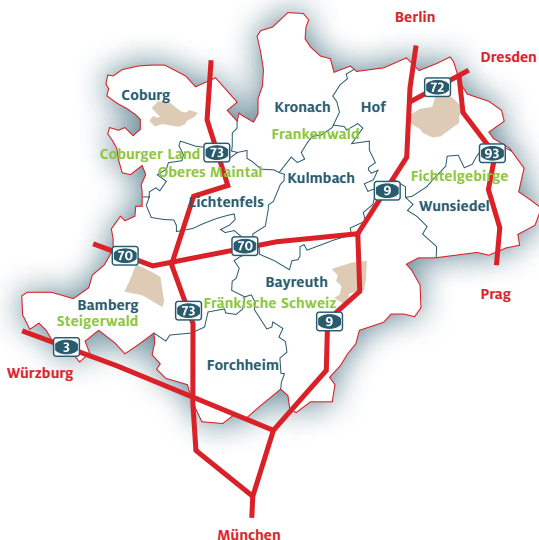 Berlin
Dresden
72
Coburg
Kronach
Hof
Frankenwald
Coburger Land
73
93
Oberes Maintal
Kulmbach
Fichtelgebirge
9
Lichtenfels
Wunsiedel
70
70
Bayreuth
Prag
Bamberg
73
Fränkische Schweiz
Steigerwald
9
3
Forchheim
Würzburg
München